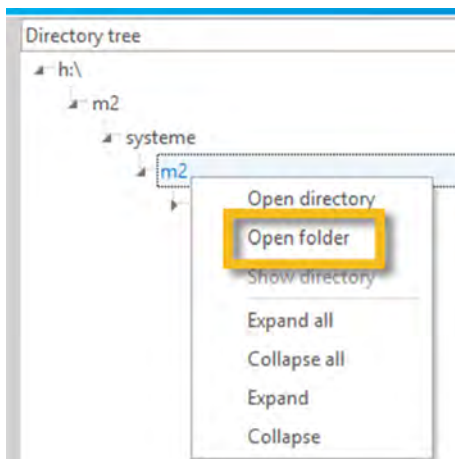 Directory tree
h:\
m2
systeme
m2
Open directory
Open folder
Show directory
Expand all
Collapse all
Expand
Collapse